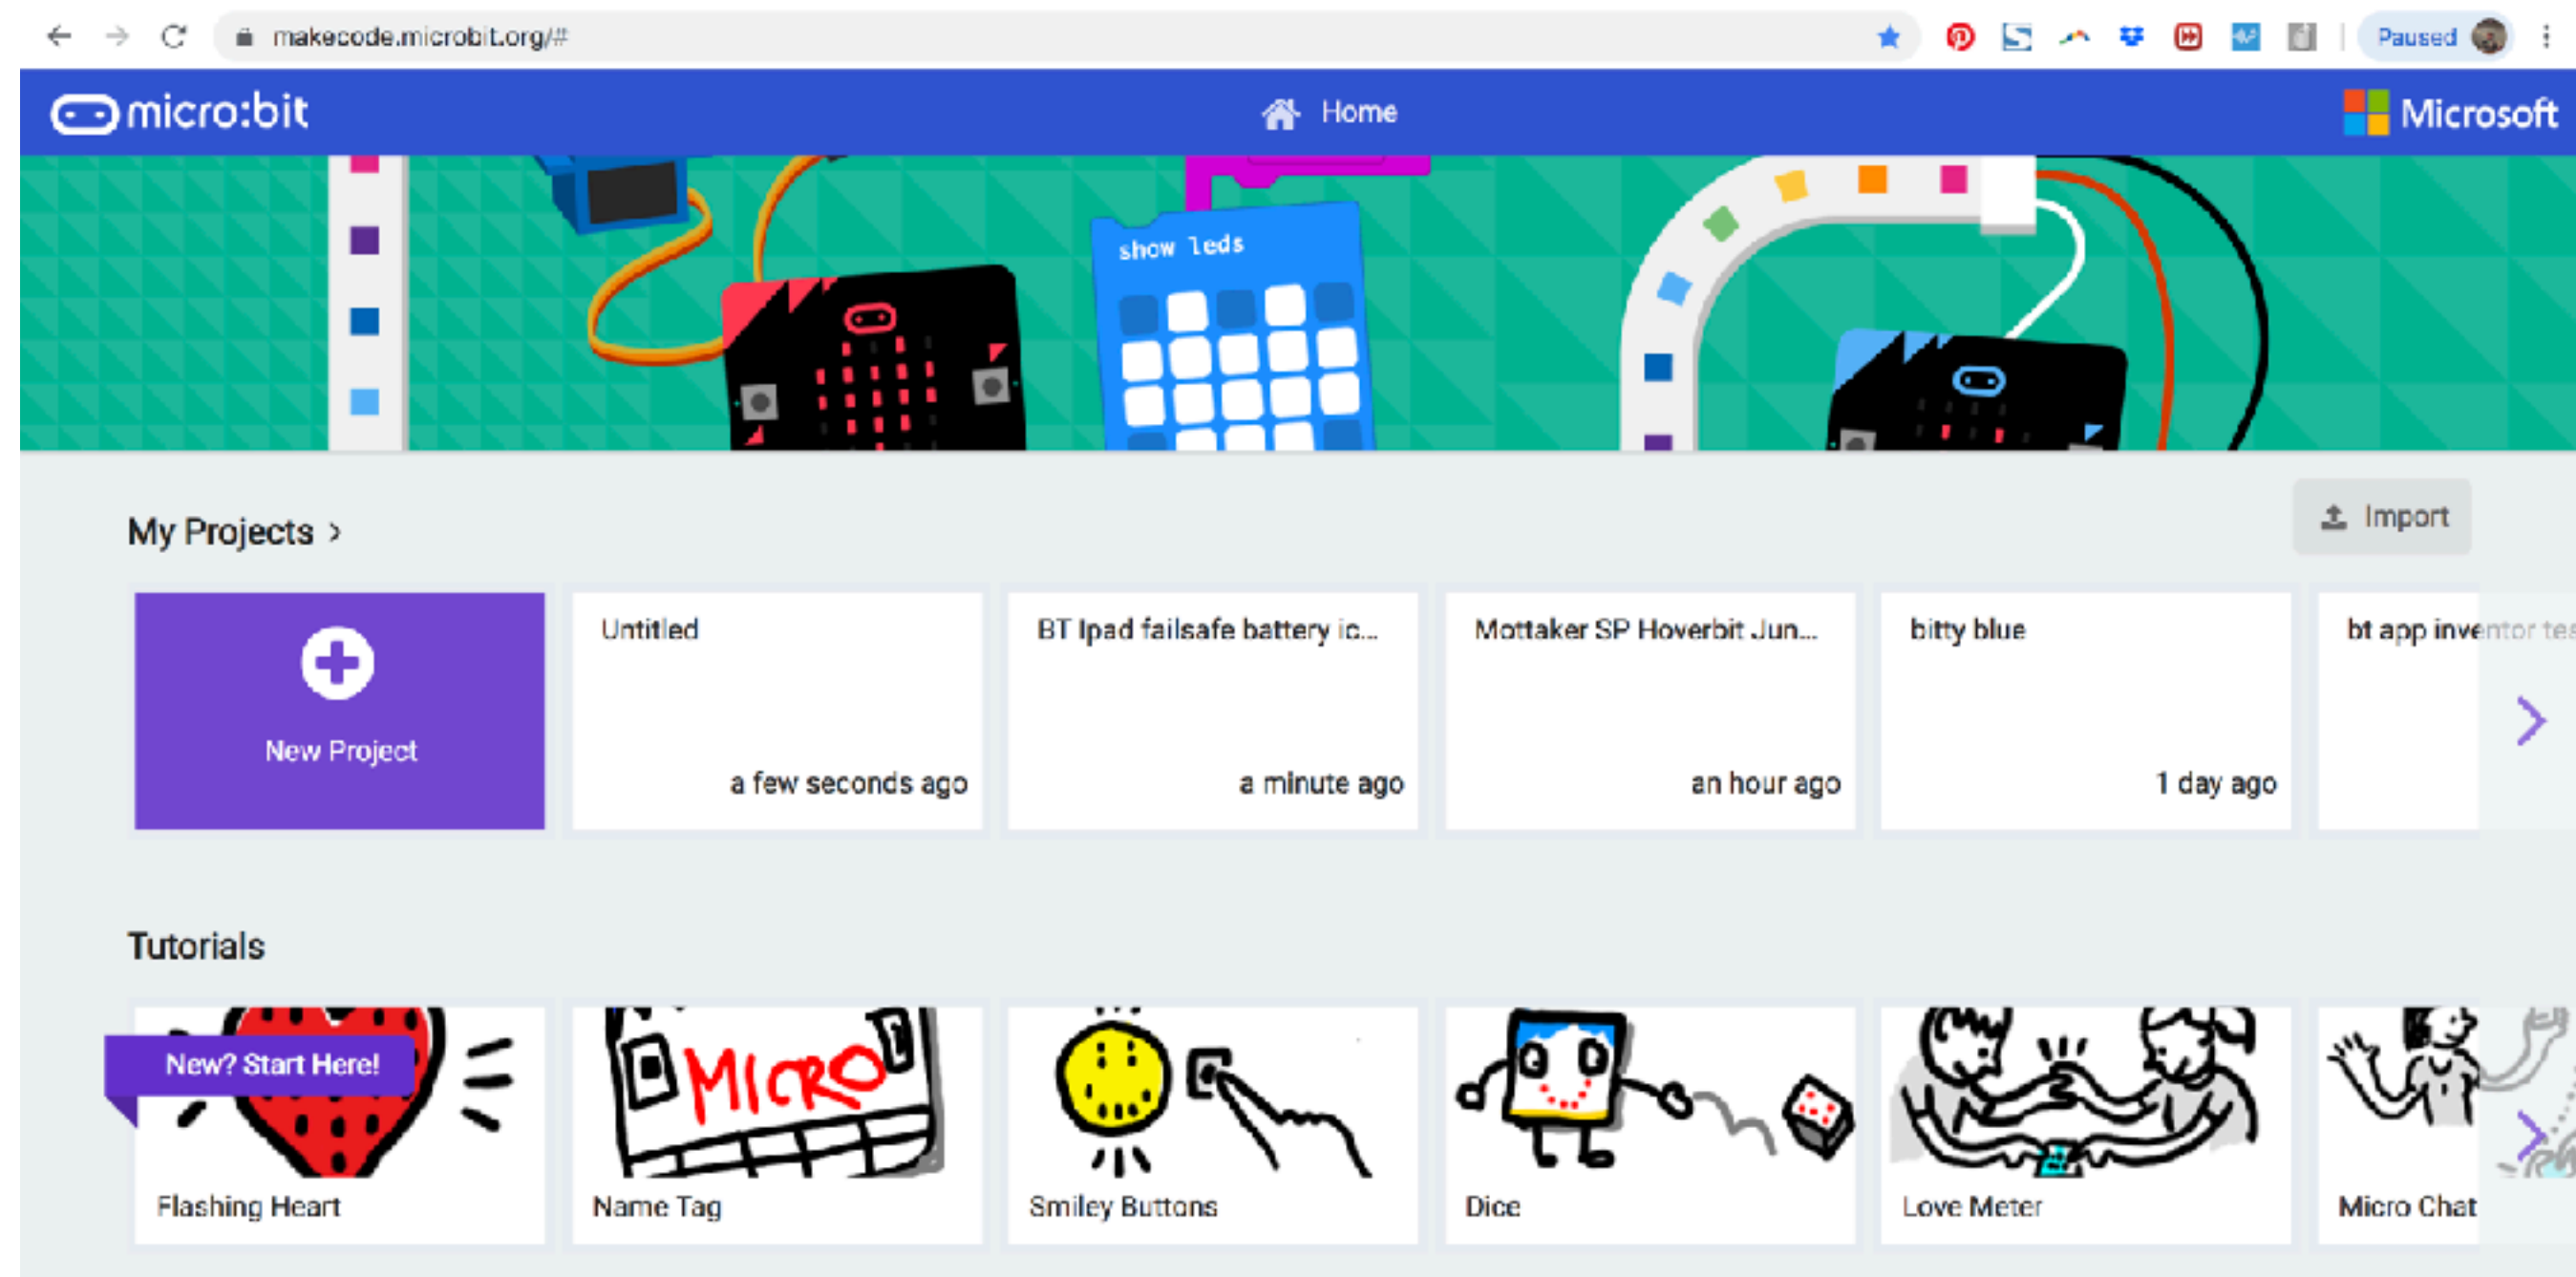 makecode.microbit.org/#
Paused
micro:bit
Home
Microsoft
show leds
My Projects >
Import
New Project
Untitled
a few seconds ago
BT Ipad failsafe battery ic...
a minute ago
Mottaker SP Hoverbit Jun...
an hour ago
bitty blue
1 day ago
bt app inventor tes
Tutorials
New? Start Here!
Flashing Heart
MICRO
Name Tag
Smiley Buttons
Dice
Love Meter
Micro Chat